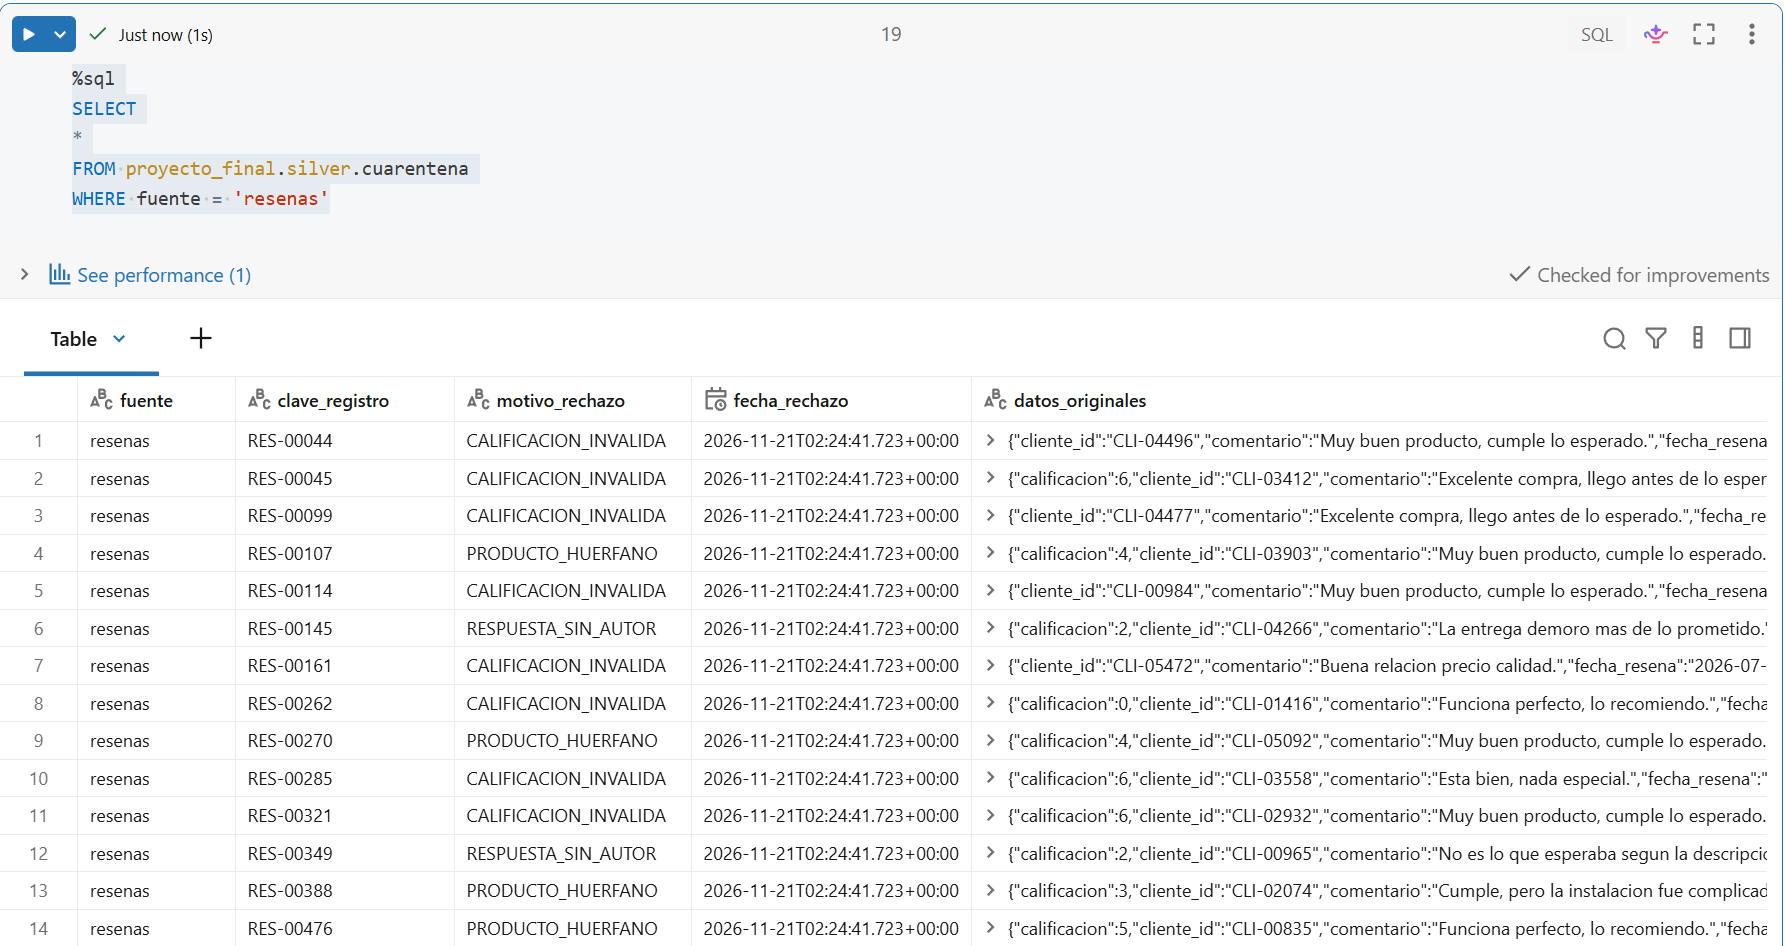 Just now (1s)
19
SQL
%sql
SELECT
*
FROM proyecto_final.silver.cuarentena
WHERE fuente = 'resenas'
See performance (1)
Checked for improvements
Table
fuente clave_registro motivo_rechazo fecha_rechazo datos_originales
1 resenas RES-00044 CALIFICACION_INVALIDA 2026-11-21T02:24:41.723+00:00 {"cliente_id":"CLI-04496","comentario":"Muy buen producto, cumple lo esperado.","fecha_resena
2 resenas RES-00045 CALIFICACION_INVALIDA 2026-11-21T02:24:41.723+00:00 {"calificacion":6,"cliente_id":"CLI-03412","comentario":"Excelente compra, llego antes de lo esper
3 resenas RES-00099 CALIFICACION_INVALIDA 2026-11-21T02:24:41.723+00:00 {"cliente_id":"CLI-04477","comentario":"Excelente compra, llego antes de lo esperado.","fecha_re
4 resenas RES-00107 PRODUCTO_HUERFANO 2026-11-21T02:24:41.723+00:00 {"calificacion":4,"cliente_id":"CLI-03903","comentario":"Muy buen producto, cumple lo esperado.
5 resenas RES-00114 CALIFICACION_INVALIDA 2026-11-21T02:24:41.723+00:00 {"cliente_id":"CLI-00984","comentario":"Muy buen producto, cumple lo esperado.","fecha_resena
6 resenas RES-00145 RESPUESTA_SIN_AUTOR 2026-11-21T02:24:41.723+00:00 {"calificacion":2,"cliente_id":"CLI-04266","comentario":"La entrega demoro mas de lo prometido."
7 resenas RES-00161 CALIFICACION_INVALIDA 2026-11-21T02:24:41.723+00:00 {"cliente_id":"CLI-05472","comentario":"Buena relacion precio calidad.","fecha_resena":"2026-07-
8 resenas RES-00262 CALIFICACION_INVALIDA 2026-11-21T02:24:41.723+00:00 {"calificacion":0,"cliente_id":"CLI-01416","comentario":"Funciona perfecto, lo recomiendo.","fecha
9 resenas RES-00270 PRODUCTO_HUERFANO 2026-11-21T02:24:41.723+00:00 {"calificacion":4,"cliente_id":"CLI-05092","comentario":"Muy buen producto, cumple lo esperado.
10 resenas RES-00285 CALIFICACION_INVALIDA 2026-11-21T02:24:41.723+00:00 {"calificacion":6,"cliente_id":"CLI-03558","comentario":"Esta bien, nada especial.","fecha_resena":"
11 resenas RES-00321 CALIFICACION_INVALIDA 2026-11-21T02:24:41.723+00:00 {"calificacion":6,"cliente_id":"CLI-02932","comentario":"Muy buen producto, cumple lo esperado.
12 resenas RES-00349 RESPUESTA_SIN_AUTOR 2026-11-21T02:24:41.723+00:00 {"calificacion":2,"cliente_id":"CLI-00965","comentario":"No es lo que esperaba segun la descripcio
13 resenas RES-00388 PRODUCTO_HUERFANO 2026-11-21T02:24:41.723+00:00 {"calificacion":3,"cliente_id":"CLI-02074","comentario":"Cumple, pero la instalacion fue complicad
14 resenas RES-00476 PRODUCTO_HUERFANO 2026-11-21T02:24:41.723+00:00 {"calificacion":5,"cliente_id":"CLI-00835","comentario":"Funciona perfecto, lo recomiendo.","fecha